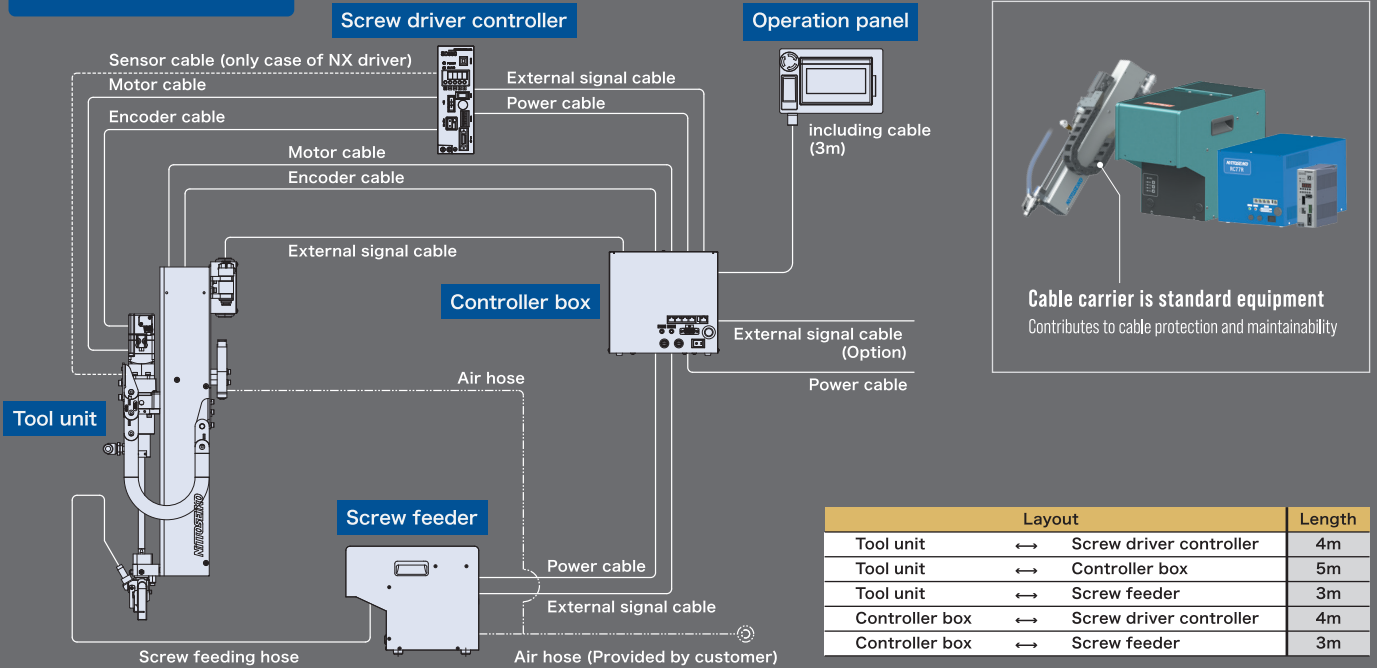 Screw driver controller
Operation panel
Sensor cable (only case of NX driver)
Motor cable
Encoder cable
External signal cable
Power cable
including cable
(3m)
Motor cable
Encoder cable
External signal cable
Controller box
External signal cable
(Option)
Power cable
Air hose
Tool unit
NITTOSEIKO
Screw feeder
Power cable
External signal cable
Screw feeding hose
Air hose (Provided by customer)
Cable carrier is standard equipment
Contributes to cable protection and maintainability
Layout Length
Tool unit ↔ Screw driver controller 4m
Tool unit ↔ Controller box 5m
Tool unit ↔ Screw feeder 3m
Controller box ↔ Screw driver controller 4m
Controller box ↔ Screw feeder 3m